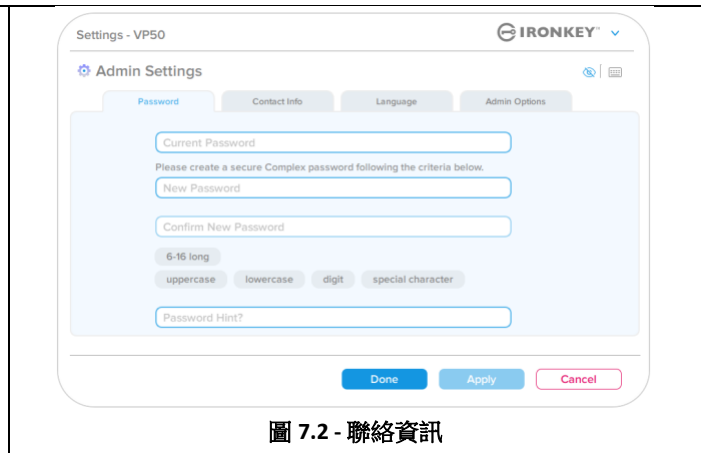 Settings - VP50
IRONKEY™
Admin Settings
Password Contact Info Language Admin Options
Current Password
Please create a secure Complex password following the criteria below.
New Password
Confirm New Password
6-16 long
uppercase lowercase digit special character
Password Hint?
Done Apply Cancel
圖 7.2 - 聯絡資訊